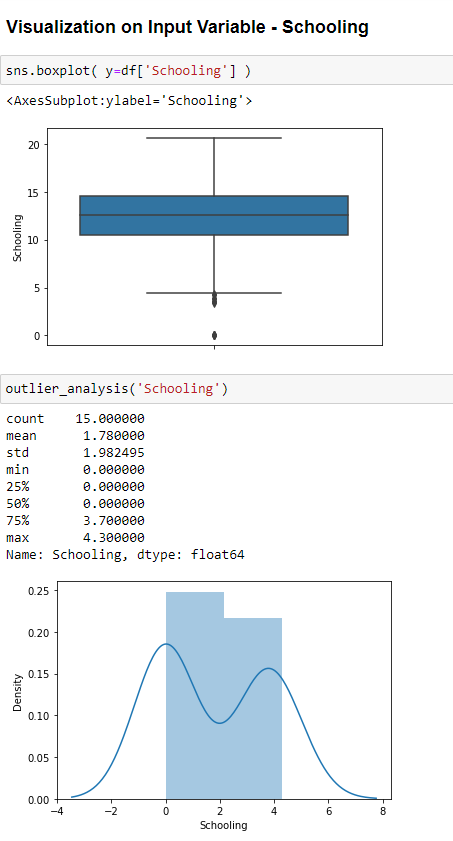 Visualization on Input Variable - Schooling
sns.boxplot( y=df['Schooling'] )
<AxesSubplot:ylabel='Schooling'>
20
15
10
5
0
Schooling
outlier_analysis('Schooling')
count 15.000000
mean 1.780000
std 1.982495
min 0.000000
25% 0.000000
50% 0.000000
75% 3.700000
max 4.300000
Name: Schooling, dtype: float64
0.25
0.20
0.15
0.10
0.05
0.00
Density
−4 −2 0 2 4 6 8
Schooling